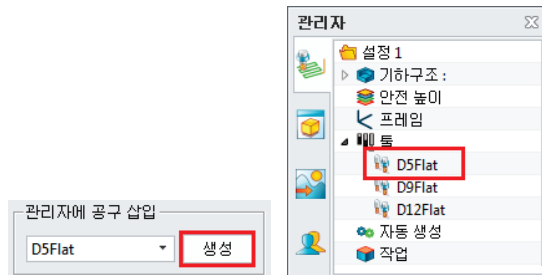 관리자에 공구 삽입
D5Flat
생성
관리자
설정 1
기하구조 :
안전 높이
프레임
툴
D5Flat
D9Flat
D12Flat
자동 생성
작업